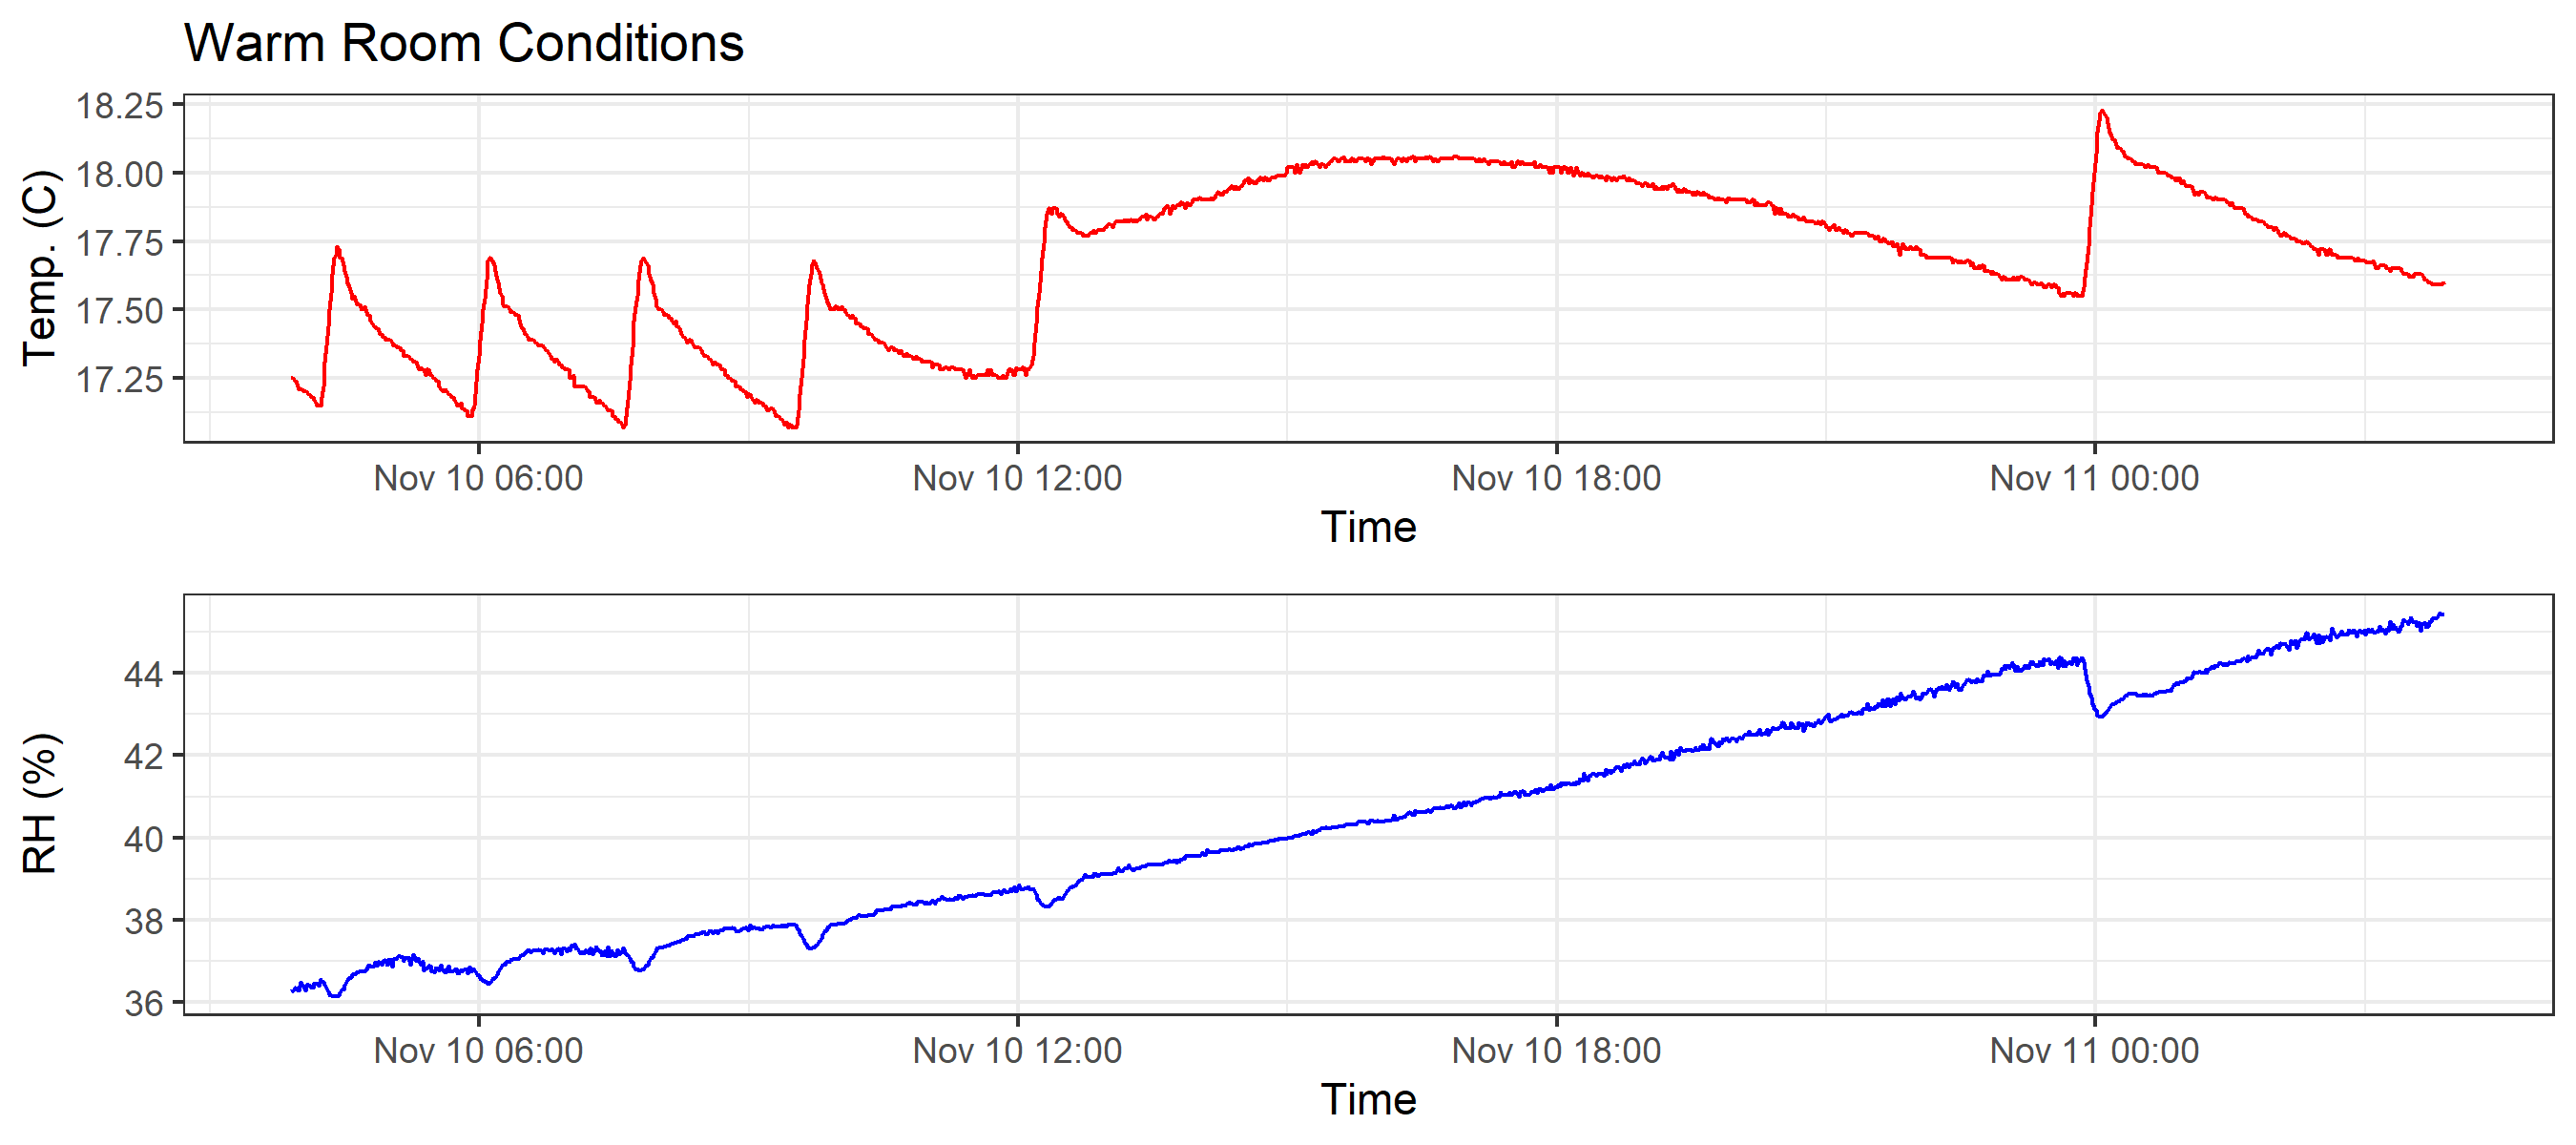 Warm Room Conditions
18.25
18.00
17.75
17.50
17.25
Temp. (C)
Nov 10 06:00 Nov 10 12:00 Nov 10 18:00 Nov 11 00:00
Time
44
42
40
38
36
RH (%)
Nov 10 06:00 Nov 10 12:00 Nov 10 18:00 Nov 11 00:00
Time